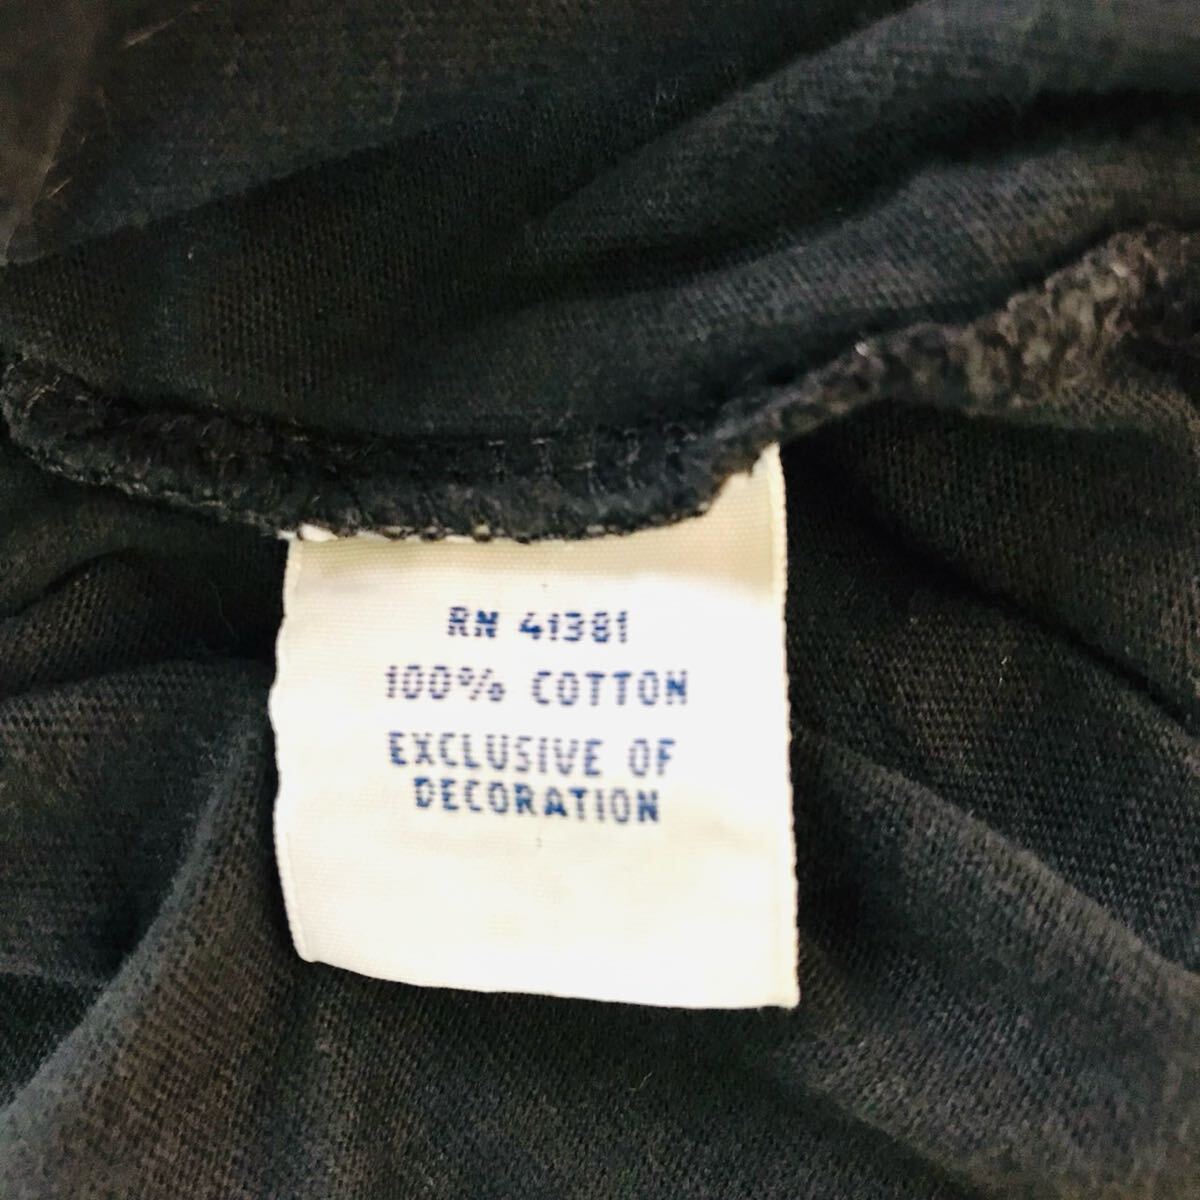 RN 41381
100% COTTON
EXCLUSIVE OF
DECORATION